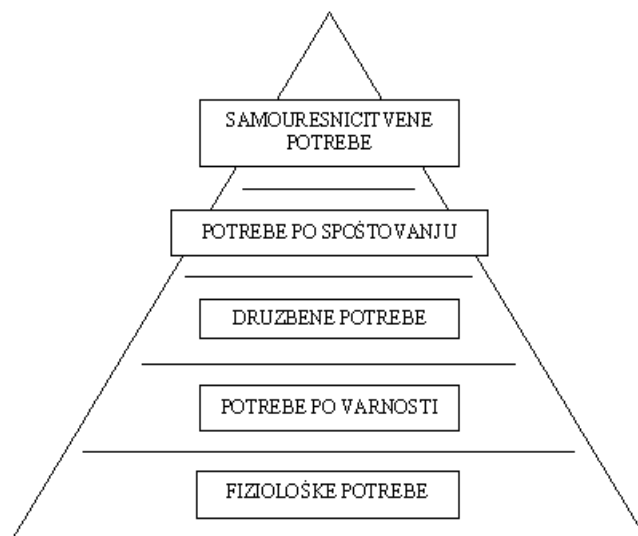 SAMOURESNICITVENE
POTREBE
POTREBE PO SPOŠTOVANJU
DRUZBENE POTREBE
POTREBE PO VARNOSTI
FIZIOLOŠKE POTREBE